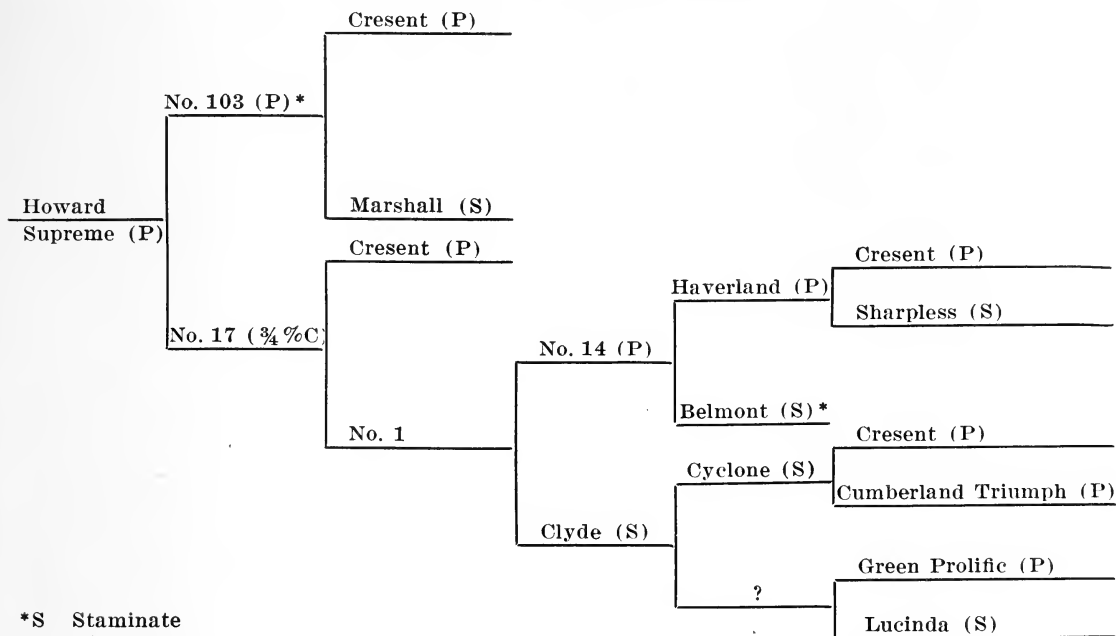 Cresent (P)
No. 103 (P) *
Howard
Supreme (P)
Marshall (S)
Cresent (P)
No. 17 (¾ %C)
No. 1
No. 14 (P)
Haverland (P)
Cresent (P)
Sharpless (S)
Belmont (S) *
Clyde (S)
Cyclone (S)
Cresent (P)
Cumberland Triumph (P)
?
Green Prolific (P)
Lucinda (S)
*S Staminate